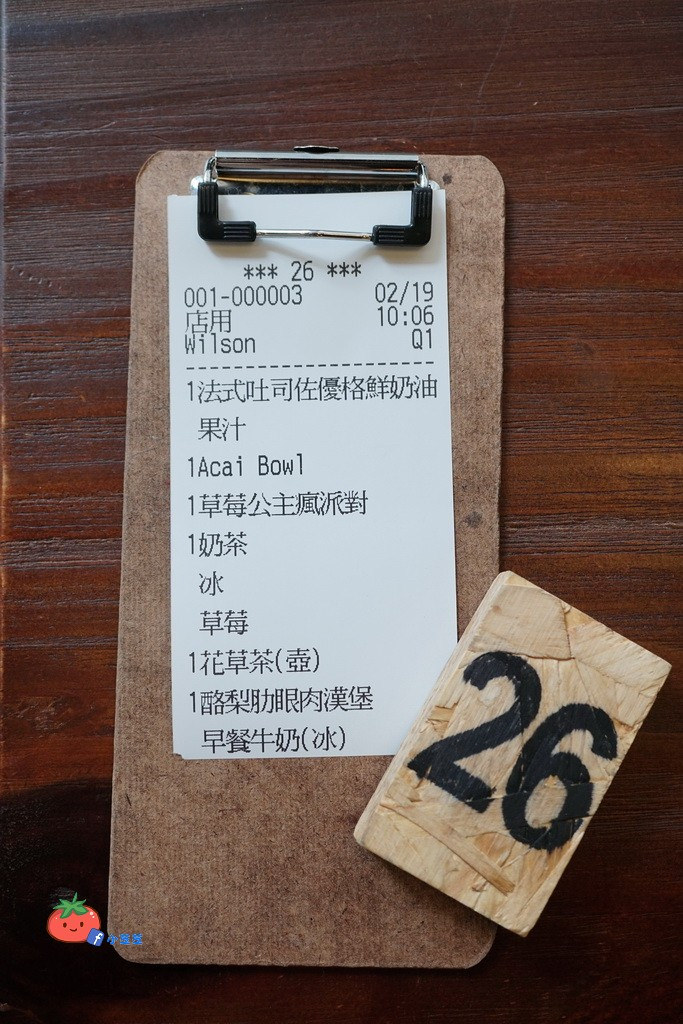 *** 26 ***
001-000003 02/19
店用 10:06
Wilson Q1
1法式吐司佐優格鮮奶油
果汁
1Acai Bowl
1草莓公主瘋派對
1奶茶
冰
草莓
1花草茶(壺)
1酪梨肋眼肉漢堡
早餐牛奶(冰)
26
f